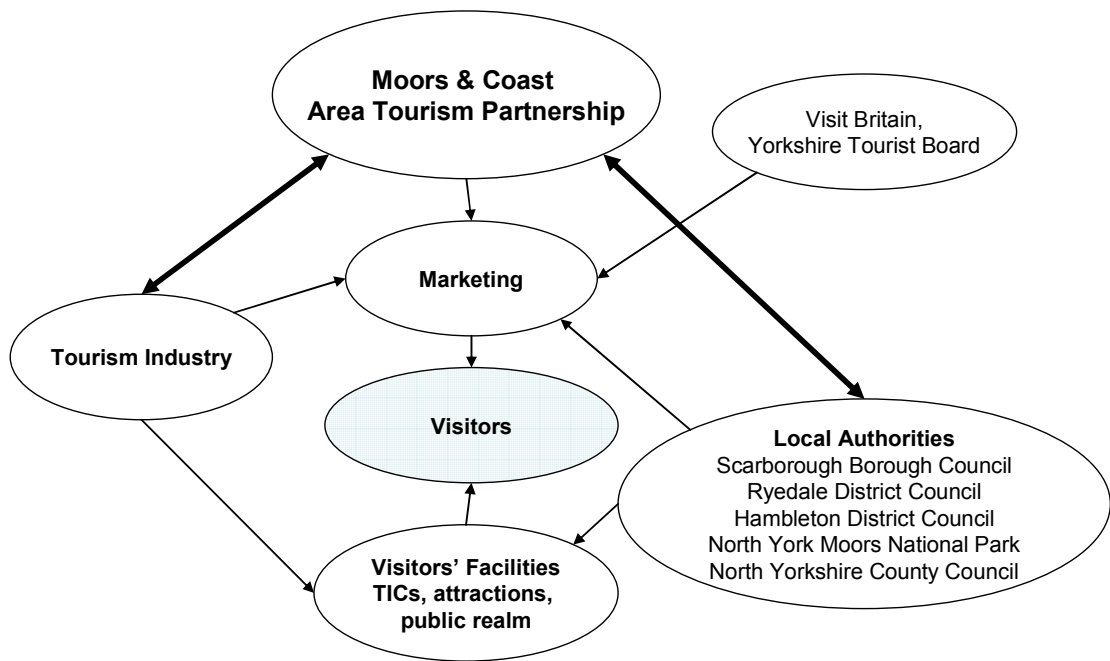 Moors & Coast
Area Tourism Partnership
Visit Britain,
Yorkshire Tourist Board
Marketing
Tourism Industry
Visitors
Local Authorities
Scarborough Borough Council
Ryedale District Council
Hambleton District Council
North York Moors National Park
North Yorkshire County Council
Visitors’ Facilities
TICs, attractions,
public realm